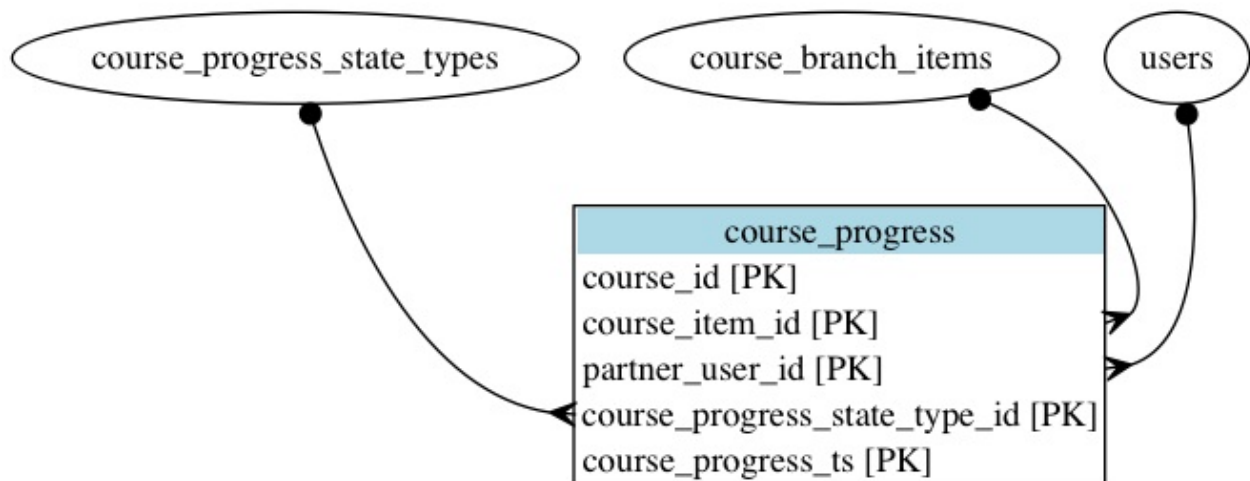 course_progress_state_types
course_branch_items
users
course_progress
course_id [PK]
course_item_id [PK]
partner_user_id [PK]
course_progress_state_type_id [PK]
course_progress_ts [PK]